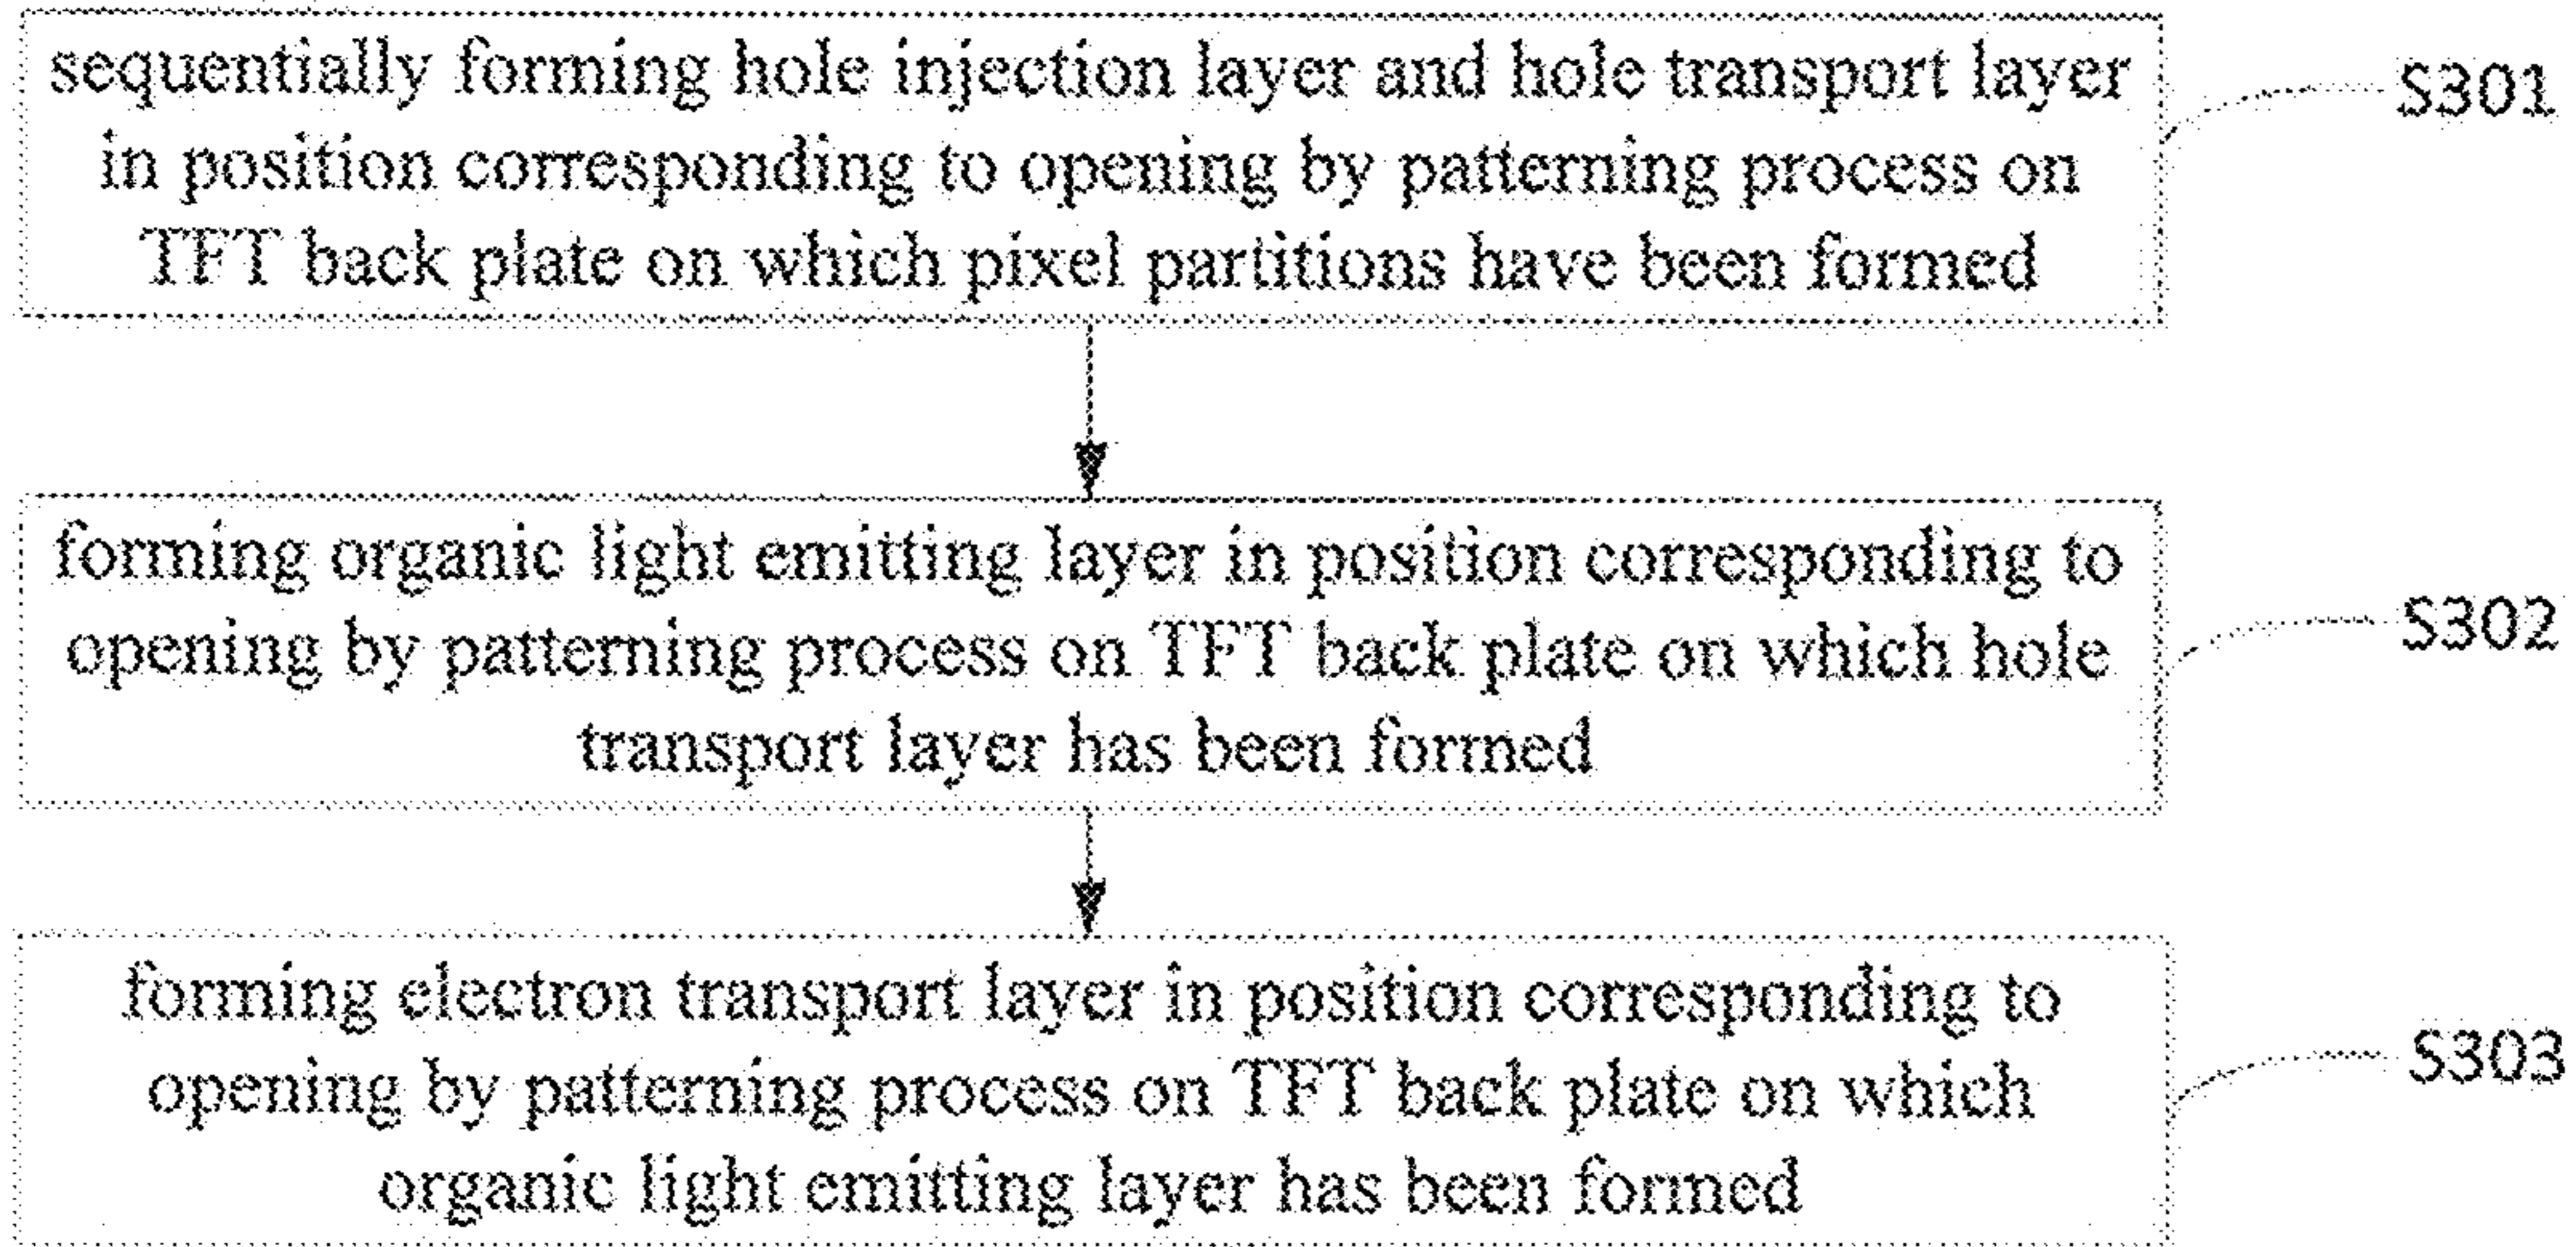 sequentially forming hole injection layer and hole transport layer
in position corresponding to opening by patterning process on
TFT back plate on which pixel partitions have been formed
S301
forming organic light emitting layer in position corresponding to
opening by patterning process on TFT back plate on which hole
transport layer has been formed
S302
forming electron transport layer in position corresponding to
opening by patterning process on TFT back plate on which
organic light emitting layer has been formed
S303